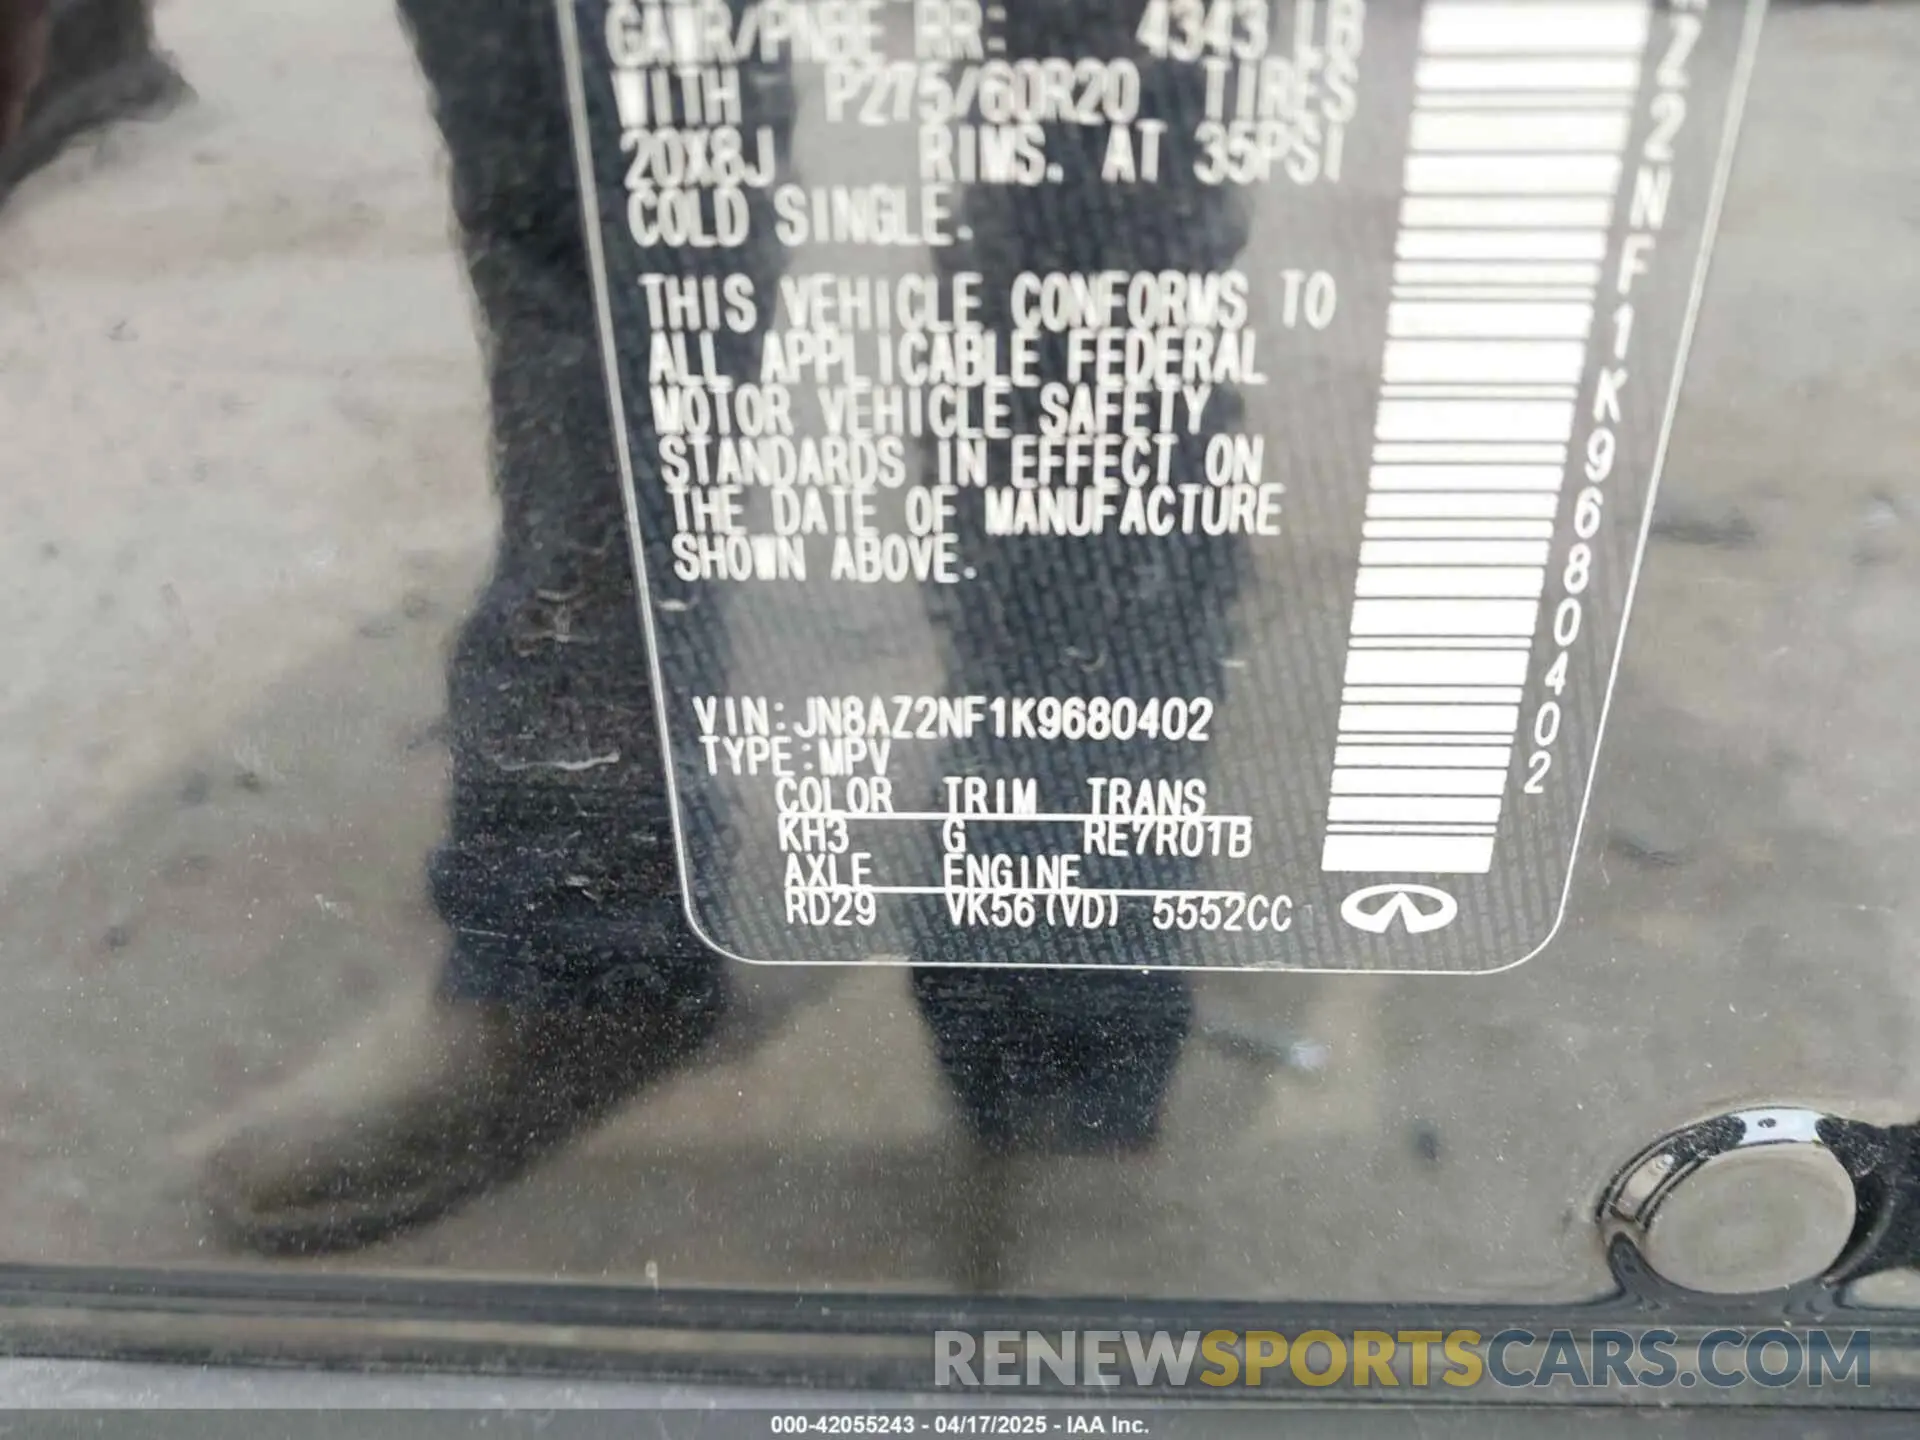 GAWR/PNBE RR: 4343 LB
WITH P275/60R20 TIRES
20X8J RIMS. AT 35PSI
COLD SINGLE.
THIS VEHICLE CONFORMS TO
ALL APPLICABLE FEDERAL
MOTOR VEHICLE SAFETY
STANDARDS IN EFFECT ON
THE DATE OF MANUFACTURE
SHOWN ABOVE.
VIN:JN8AZ2NF1K9680402
TYPE:MPV
COLOR TRIM TRANS
KH3 G RE7R01B
AXLE ENGINE
RD29 VK56(VD) 5552CC
Z2NF1K9680402
RENEWSPORTSCARS.COM
000-42055243 - 04/17/2025 - IAA Inc.